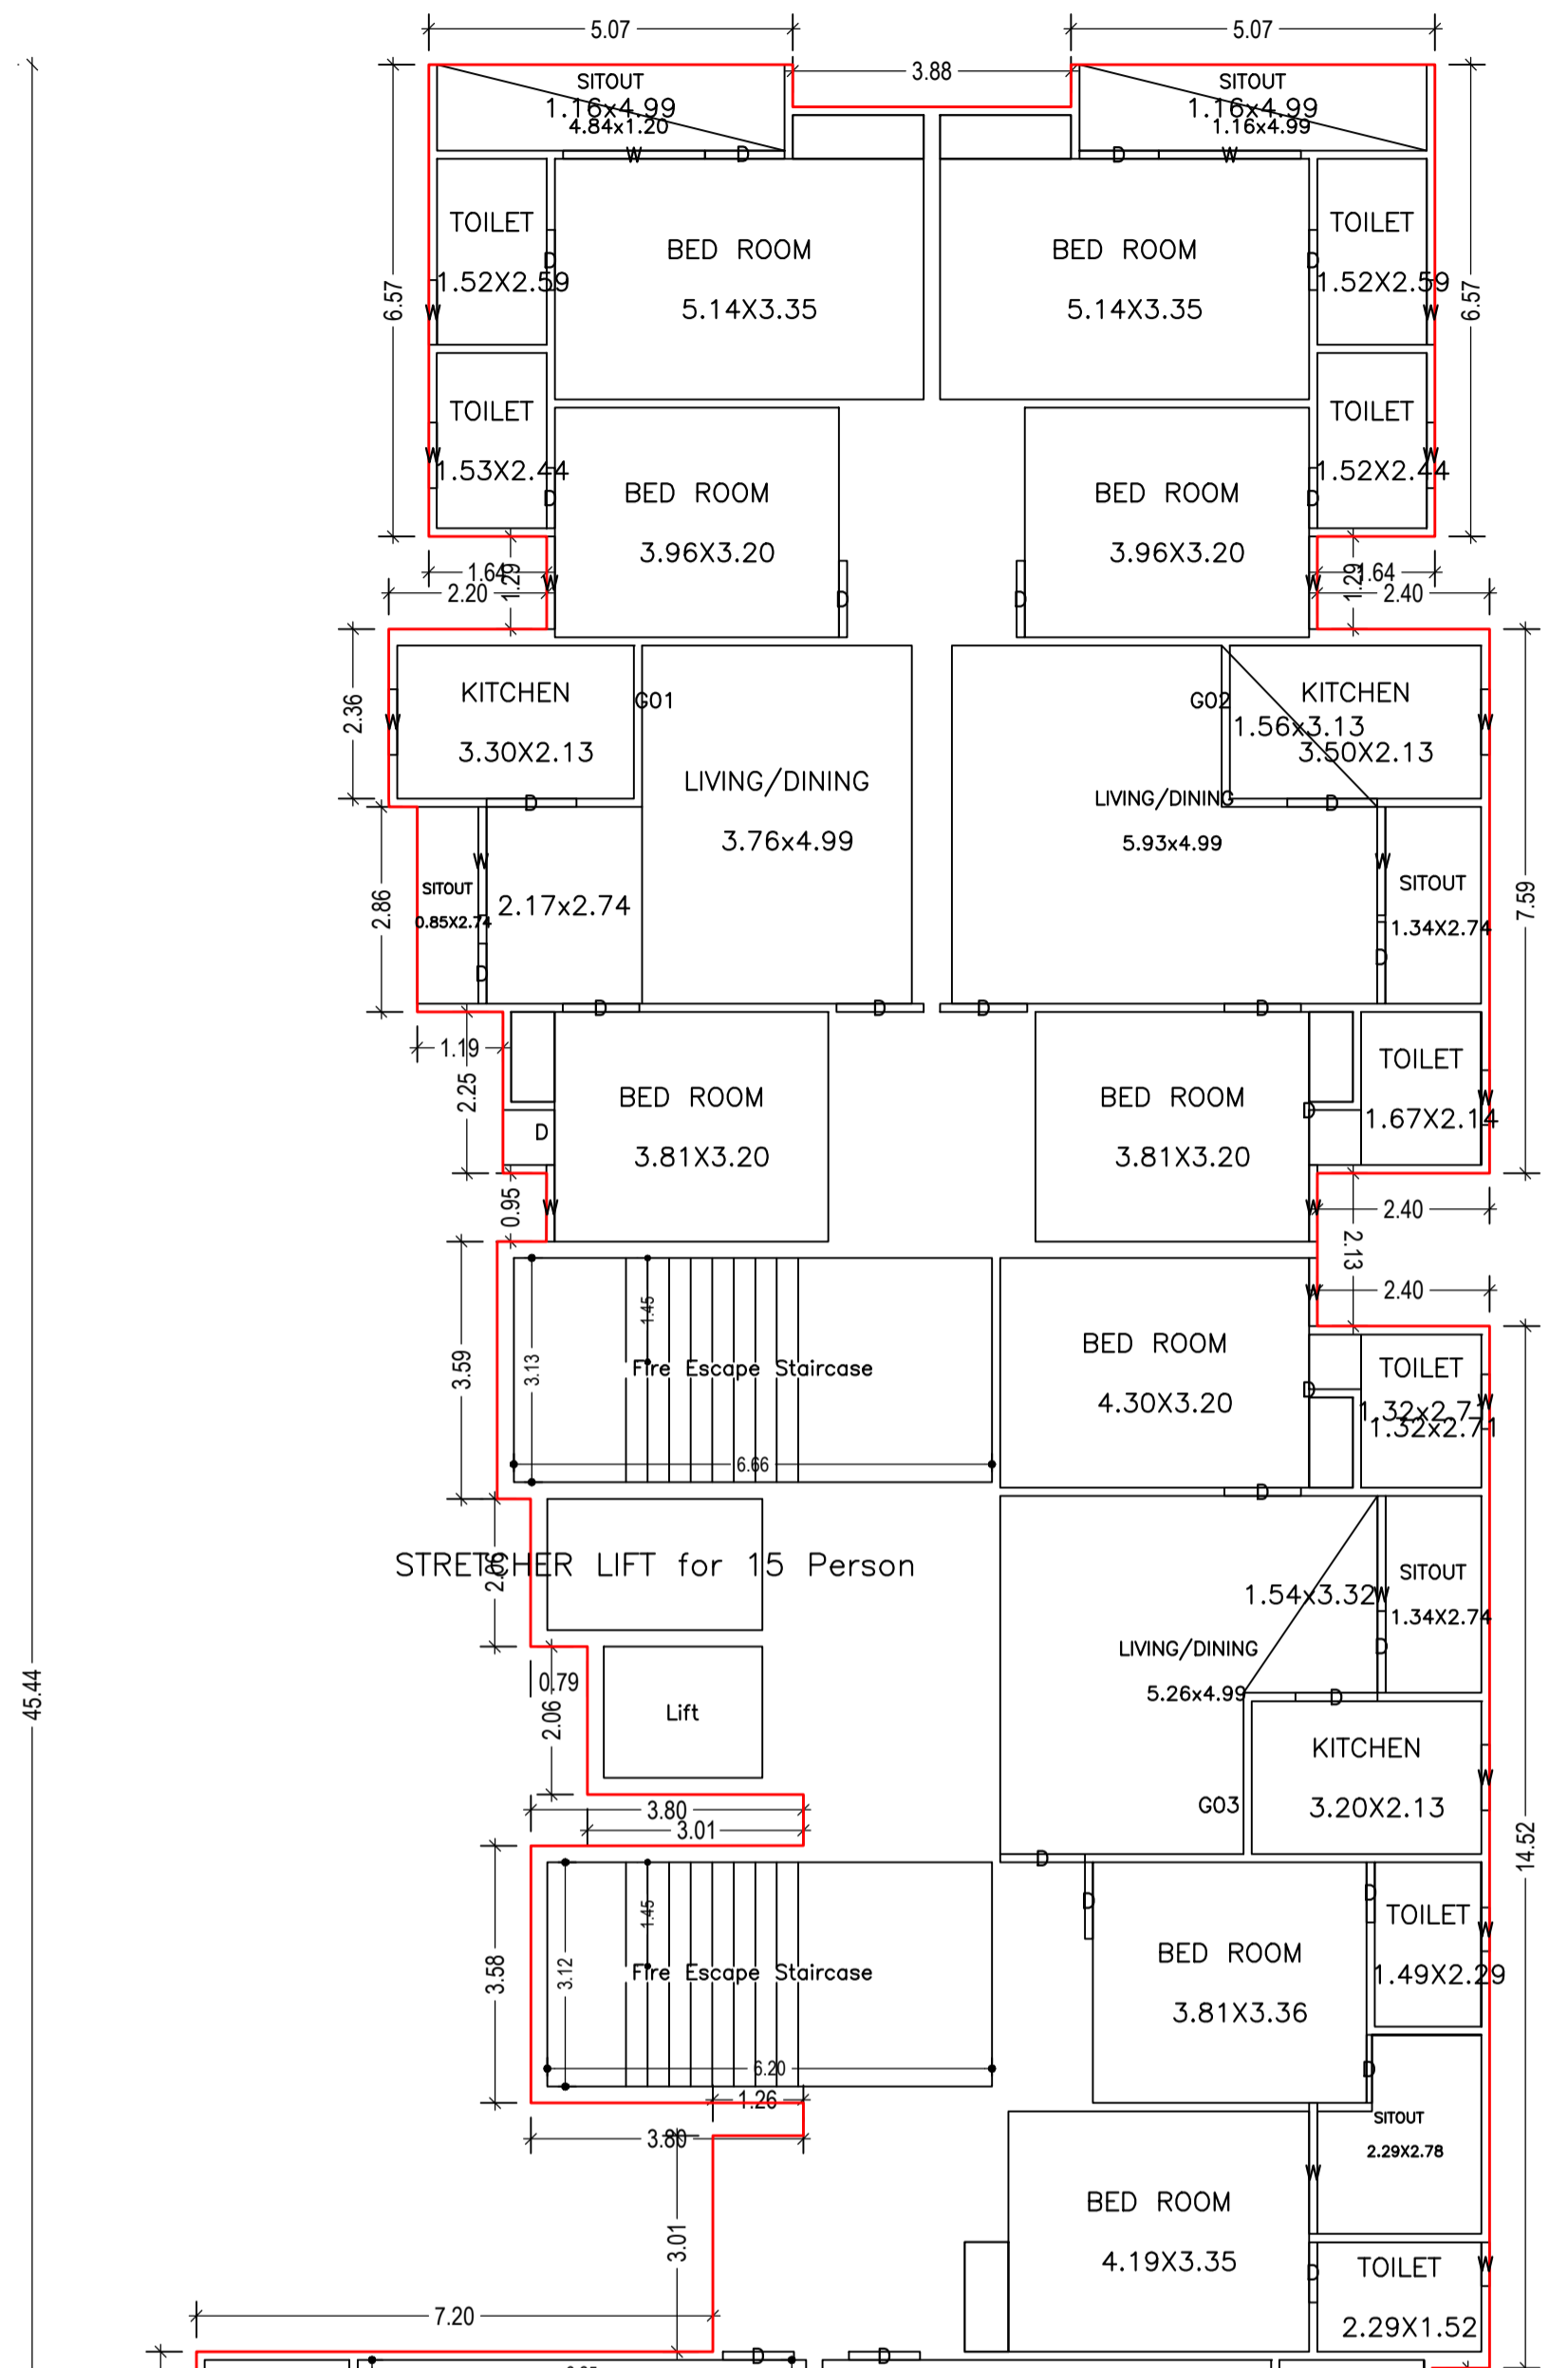 5.07
5.07
3.88
SITOUT
1.16x4.99
4.84x1.20
SITOUT
1.16x4.99
1.16x4.99
W
D
D
W
TOILET
1.52X2.59
D
W
BED ROOM
5.14X3.35
BED ROOM
5.14X3.35
TOILET
1.52X2.59
D
W
6.57
6.57
TOILET
1.53X2.44
W
D
BED ROOM
3.96X3.20
D
BED ROOM
3.96X3.20
D
TOILET
1.52X2.44
D
W
1.64
1.29
W
2.20
W
1.29
1.64
2.40
2.36
KITCHEN
3.30X2.13
W
D
G01
LIVING/DINING
3.76x4.99
G02
1.56x3.13
KITCHEN
3.50X2.13
W
D
LIVING/DINING
5.93x4.99
2.86
SITOUT
0.85X2.74
W
D
2.17x2.74
W
D
SITOUT
1.34X2.74
7.59
D
D
D
D
1.19
2.25
BED ROOM
3.81X3.20
D
W
BED ROOM
3.81X3.20
D
W
TOILET
1.67X2.14
W
0.95
2.40
2.13
2.40
3.59
3.13
1.45
Fire Escape Staircase
6.66
BED ROOM
4.30X3.20
W
D
TOILET
1.32x2.71
1.32x2.71
W
D
STRETCHER LIFT for 15 Person
2.06
1.54x3.32
W
D
SITOUT
1.34X2.74
LIVING/DINING
5.26x4.99
45.44
0.79
2.06
Lift
D
KITCHEN
3.20X2.13
W
G03
3.80
3.01
14.52
D
3.58
3.12
1.45
Fire Escape Staircase
6.20
D
BED ROOM
3.81X3.36
D
TOILET
1.49X2.29
W
1.26
3.80
D
SITOUT
2.29X2.78
W
3.01
BED ROOM
4.19X3.35
D
TOILET
2.29X1.52
W
7.20
D
D